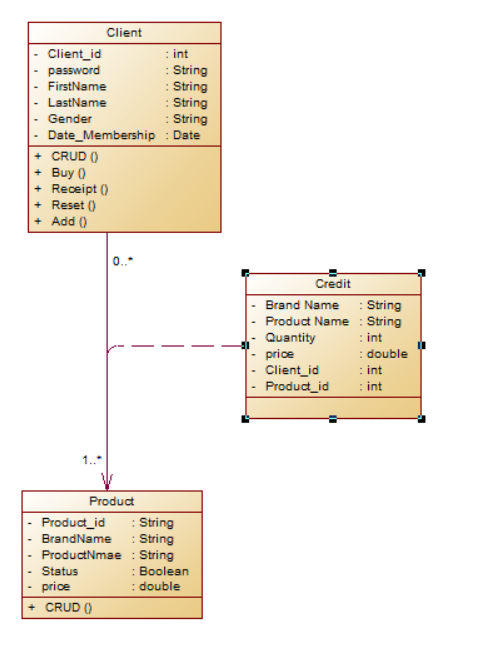 Client
- Client_id : int
- password : String
- FirstName : String
- LastName : String
- Gender : String
- Date_Membership : Date
+ CRUD ()
+ Buy ()
+ Receipt ()
+ Reset ()
+ Add ()
0..*
Credit
- Brand Name : String
- Product Name : String
- Quantity : int
- price : double
- Client_id : int
- Product_id : int
1..*
Product
- Product_id : String
- BrandName : String
- ProductNmae : String
- Status : Boolean
- price : double
+ CRUD ()